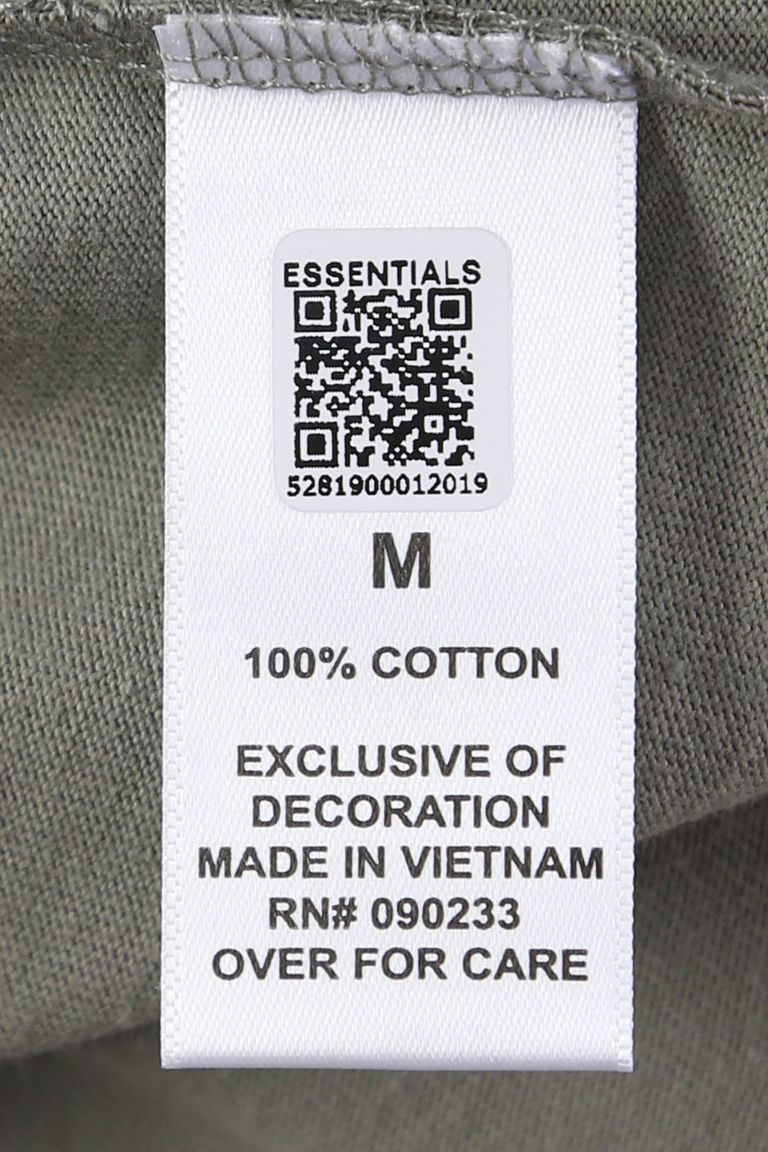 ESSENTIALS
5281900012019
M
100% COTTON
EXCLUSIVE OF
DECORATION
MADE IN VIETNAM
RN# 090233
OVER FOR CARE